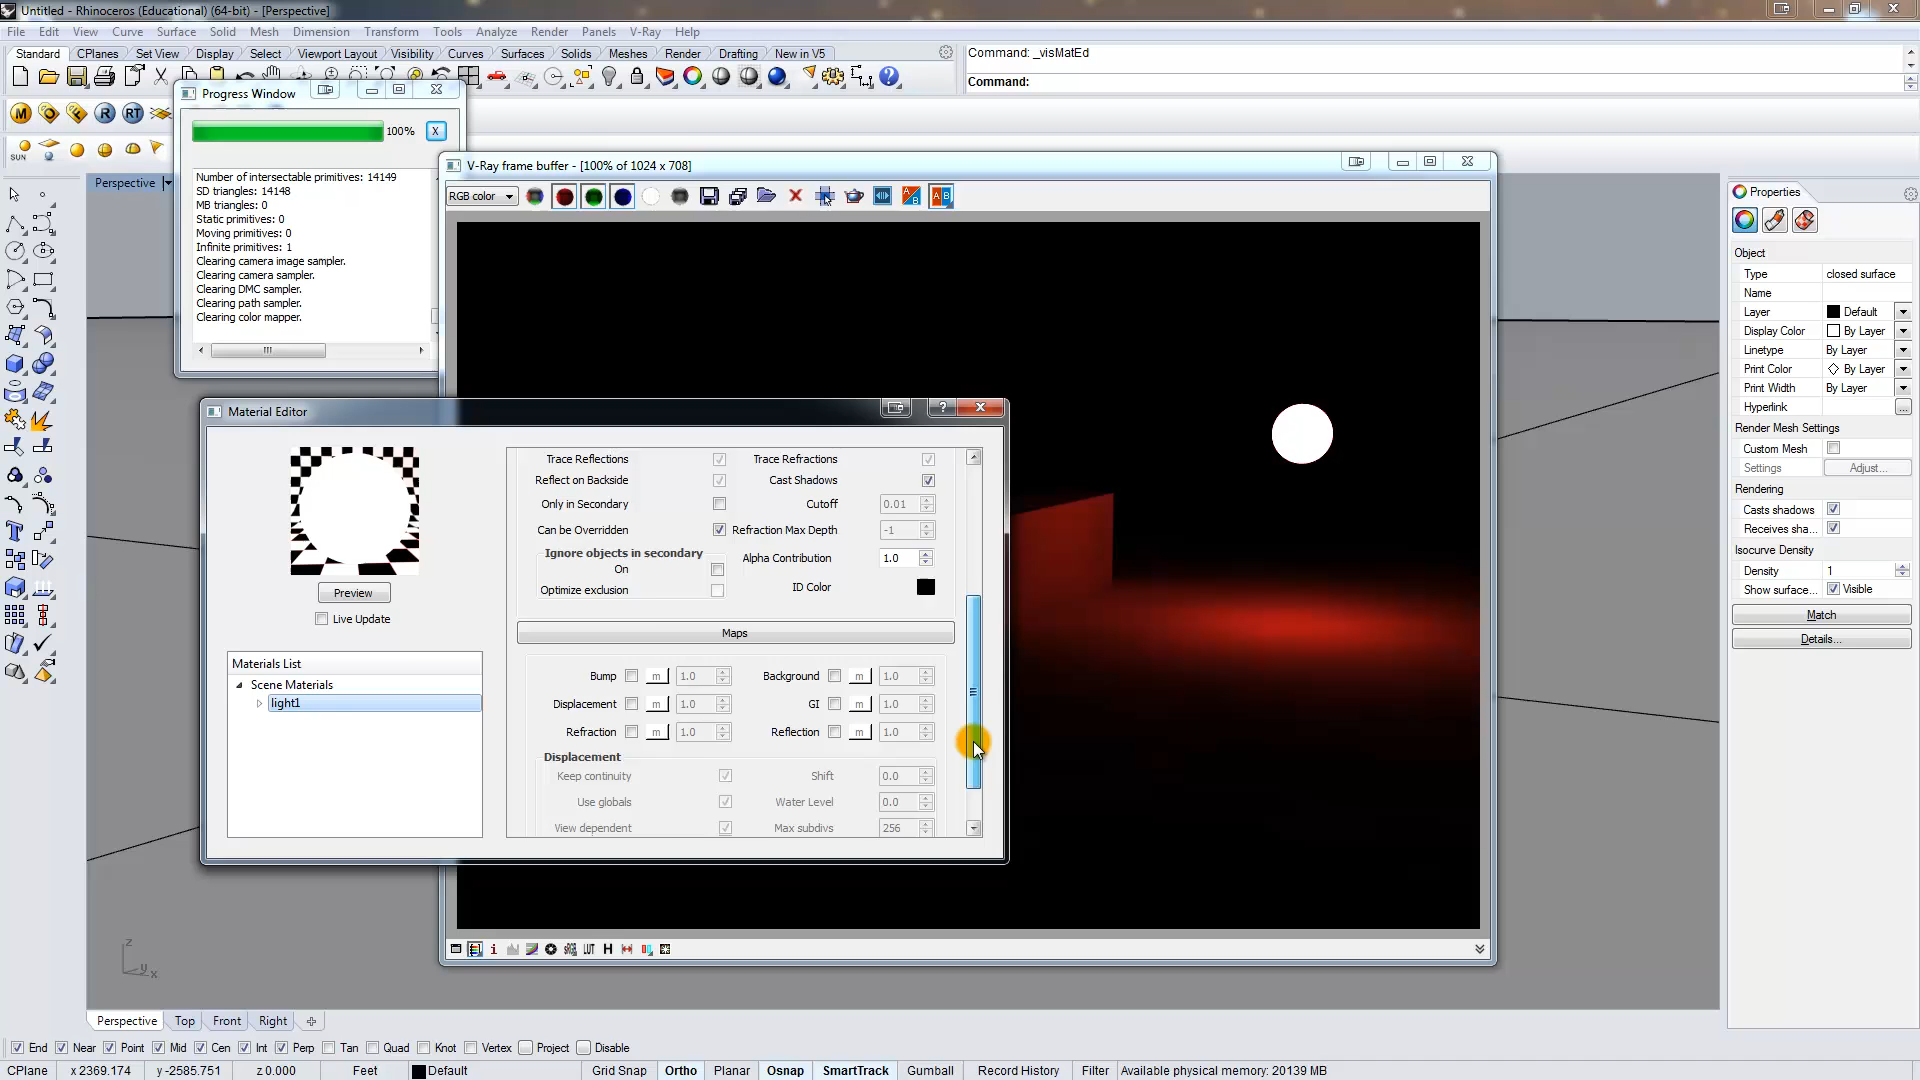 Untitled - Rhinoceros (Educational) (64-bit) - [Perspective]
File Edit View Curve Surface Solid Mesh Dimension Transform Tools Analyze Render Panels V-Ray Help
Standard CPlanes Set View Display Select Viewport Layout Visibility Curves Surfaces Solids Meshes Render Drafting New in V5
Command: _visMatEd
Command:
Progress Window
100%
X
Number of intersectable primitives: 14149
SD triangles: 14148
MB triangles: 0
Static primitives: 0
Moving primitives: 0
Infinite primitives: 1
Clearing camera image sampler.
Clearing camera sampler.
Clearing DMC sampler.
Clearing path sampler.
Clearing color mapper.
M R RT
SUN
Perspective
V-Ray frame buffer - [100% of 1024 x 708]
RGB color
Material Editor
Preview
Live Update
Materials List
Scene Materials
light1
Trace Reflections Trace Refractions
Reflect on Backside Cast Shadows
Only in Secondary Cutoff 0.01
Can be Overridden Refraction Max Depth -1
Ignore objects in secondary Alpha Contribution 1.0
On
Optimize exclusion ID Color
Maps
Bump m 1.0 Background m 1.0
Displacement m 1.0 GI m 1.0
Refraction m 1.0 Reflection m 1.0
Displacement
Keep continuity Shift 0.0
Use globals Water Level 0.0
View dependent Max subdivs 256
LUT H
z
y
x
Properties
Object
Type closed surface
Name
Layer Default
Display Color By Layer
Linetype By Layer
Print Color By Layer
Print Width By Layer
Hyperlink ...
Render Mesh Settings
Custom Mesh
Settings Adjust...
Rendering
Casts shadows
Receives sha...
Isocurve Density
Density 1
Show surface... Visible
Match
Details...
Perspective Top Front Right
End Near Point Mid Cen Int Perp Tan Quad Knot Vertex Project Disable
CPlane x 2369.174 y -2585.751 z 0.000 Feet Default Grid Snap Ortho Planar Osnap SmartTrack Gumball Record History Filter Available physical memory: 20139 MB